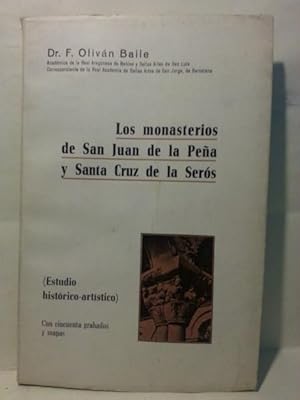 Dr. F. Oliván Baile
Académico de la Real Aragonesa de Nobles y Bellas Artes de San Luis
Correspondiente de la Real Academia de Bellas Artes de San Jorge, de Barcelona
Los monasterios
de San Juan de la Peña
y Santa Cruz de la Serós
(Estudio
histórico-artístico)
Con cincuenta grabados
y mapas